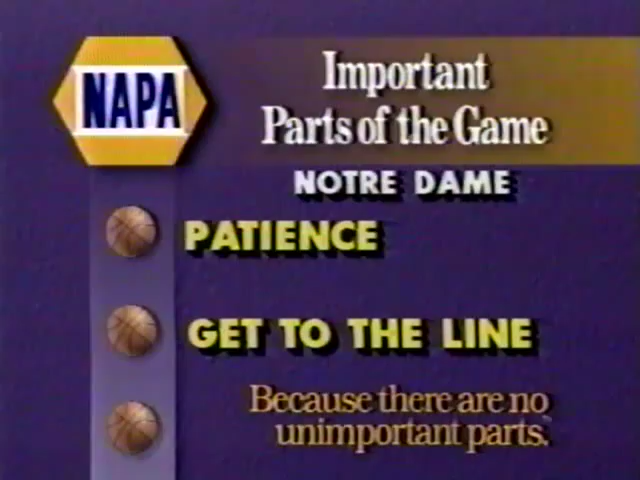 NAPA
Important
Parts of the Game
NOTRE DAME
PATIENCE
GET TO THE LINE
Because there are no
unimportant parts.